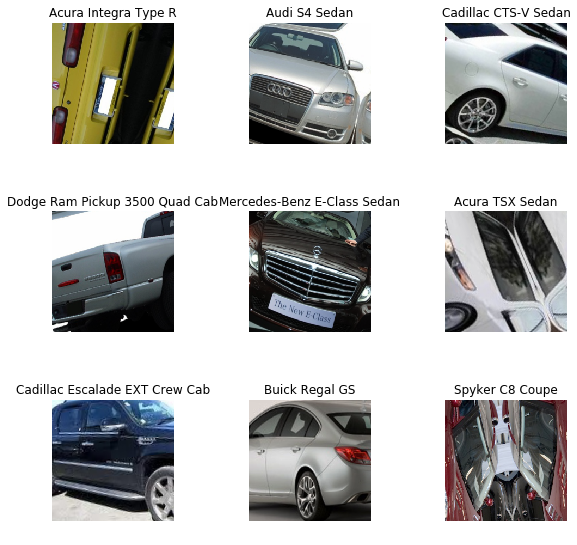 Acura Integra Type R
Audi S4 Sedan
Cadillac CTS-V Sedan
Dodge Ram Pickup 3500 Quad Cab
Mercedes-Benz E-Class Sedan
Acura TSX Sedan
The New E-Class
Cadillac Escalade EXT Crew Cab
Buick Regal GS
Spyker C8 Coupe